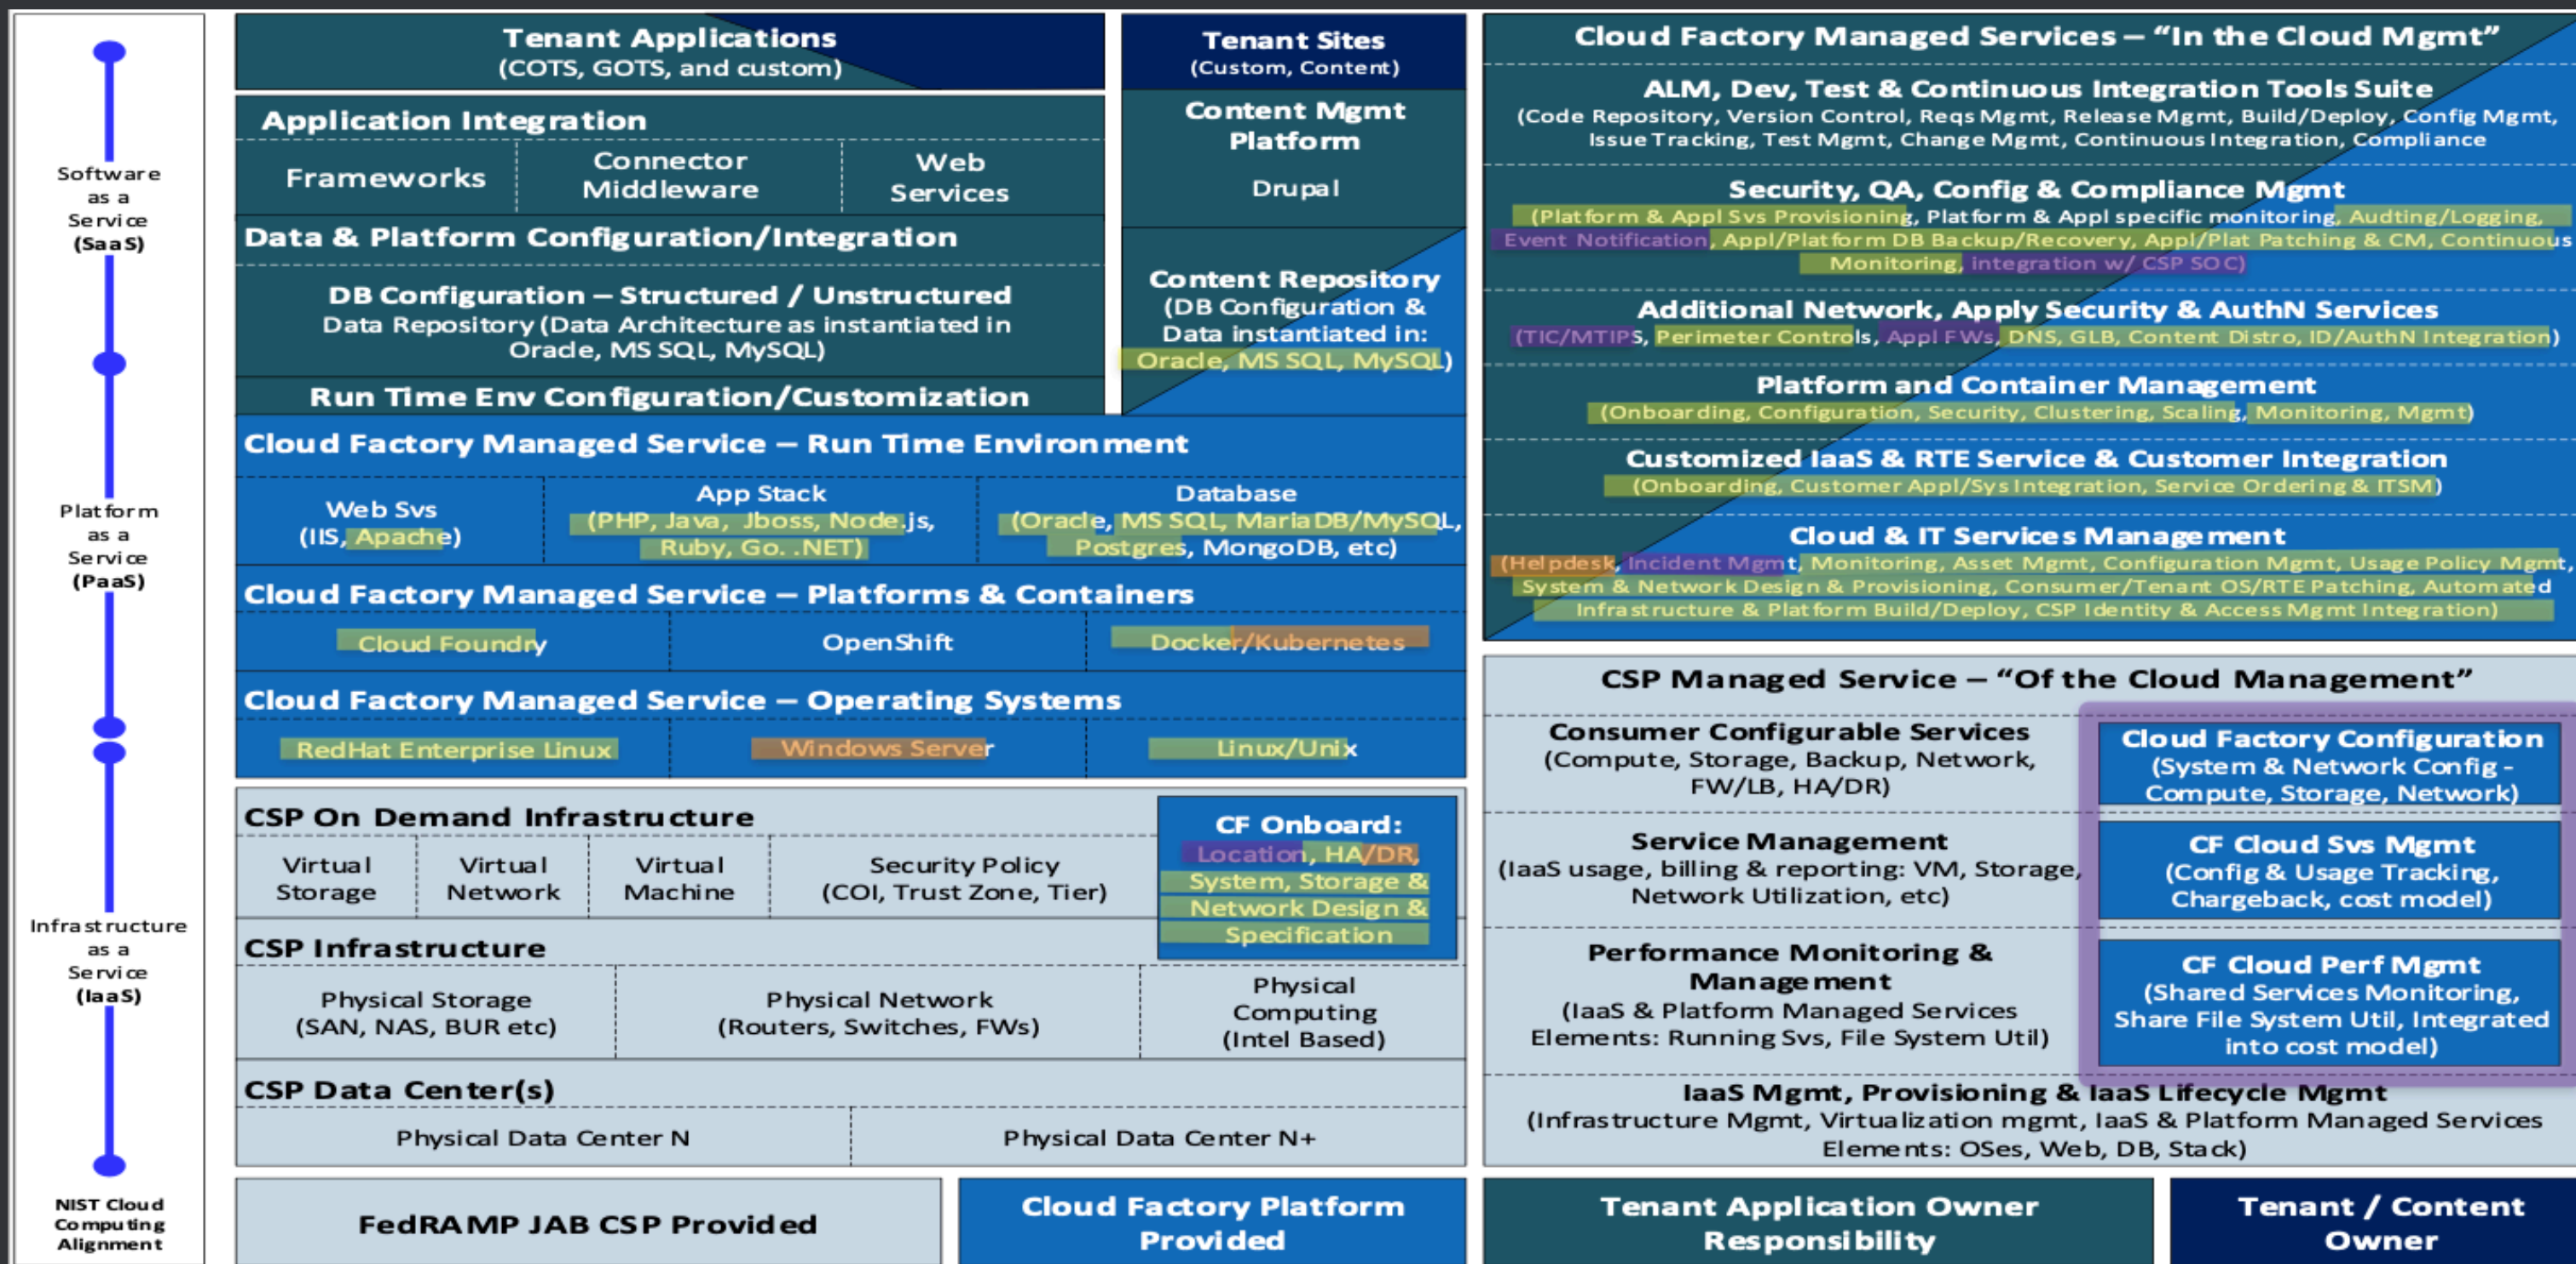 Software
as a
Service
(SaaS)
Platform
as a
Service
(PaaS)
Infrastructure
as a
Service
(IaaS)
NIST Cloud
Computing
Alignment
Tenant Applications
(COTS, GOTS, and custom)
Application Integration
Frameworks
Connector
Middleware
Web
Services
Data & Platform Configuration/Integration
DB Configuration – Structured / Unstructured
Data Repository (Data Architecture as instantiated in
Oracle, MS SQL, MySQL)
Run Time Env Configuration/Customization
Tenant Sites
(Custom, Content)
Content Mgmt
Platform
Drupal
Content Repository
(DB Configuration &
Data instantiated in:
Oracle, MS SQL, MySQL)
Cloud Factory Managed Service – Run Time Environment
Web Svs
(IIS, Apache)
App Stack
(PHP, Java, Jboss, Node.js,
Ruby, Go. .NET)
Database
(Oracle, MS SQL, MariaDB/MySQL,
Postgres, MongoDB, etc)
Cloud Factory Managed Service – Platforms & Containers
Cloud Foundry
OpenShift
Docker/Kubernetes
Cloud Factory Managed Service – Operating Systems
RedHat Enterprise Linux
Windows Server
Linux/Unix
CSP On Demand Infrastructure
Virtual
Storage
Virtual
Network
Virtual
Machine
Security Policy
(COI, Trust Zone, Tier)
CF Onboard:
Location, HA/DR,
System, Storage &
Network Design &
Specification
CSP Infrastructure
Physical Storage
(SAN, NAS, BUR etc)
Physical Network
(Routers, Switches, FWs)
Physical
Computing
(Intel Based)
CSP Data Center(s)
Physical Data Center N
Physical Data Center N+
Cloud Factory Managed Services – “In the Cloud Mgmt”
ALM, Dev, Test & Continuous Integration Tools Suite
(Code Repository, Version Control, Reqs Mgmt, Release Mgmt, Build/Deploy, Config Mgmt,
Issue Tracking, Test Mgmt, Change Mgmt, Continuous Integration, Compliance
Security, QA, Config & Compliance Mgmt
(Platform & Appl Svs Provisioning, Platform & Appl specific monitoring, Audting/Logging,
Event Notification, Appl/Platform DB Backup/Recovery, Appl/Plat Patching & CM, Continuous
Monitoring, integration w/ CSP SOC)
Additional Network, Apply Security & AuthN Services
(TIC/MTIPS, Perimeter Controls, Appl FWs, DNS, GLB, Content Distro, ID/AuthN Integration)
Platform and Container Management
(Onboarding, Configuration, Security, Clustering, Scaling, Monitoring, Mgmt)
Customized IaaS & RTE Service & Customer Integration
(Onboarding, Customer Appl/Sys Integration, Service Ordering & ITSM)
Cloud & IT Services Management
(Helpdesk, Incident Mgmt, Monitoring, Asset Mgmt, Configuration Mgmt, Usage Policy Mgmt,
System & Network Design & Provisioning, Consumer/Tenant OS/RTE Patching, Automated
Infrastructure & Platform Build/Deploy, CSP Identity & Access Mgmt Integration)
CSP Managed Service – “Of the Cloud Management”
Consumer Configurable Services
(Compute, Storage, Backup, Network,
FW/LB, HA/DR)
Cloud Factory Configuration
(System & Network Config -
Compute, Storage, Network)
Service Management
(IaaS usage, billing & reporting: VM, Storage,
Network Utilization, etc)
CF Cloud Svs Mgmt
(Config & Usage Tracking,
Chargeback, cost model)
Performance Monitoring &
Management
(IaaS & Platform Managed Services
Elements: Running Svs, File System Util)
CF Cloud Perf Mgmt
(Shared Services Monitoring,
Share File System Util, Integrated
into cost model)
IaaS Mgmt, Provisioning & IaaS Lifecycle Mgmt
(Infrastructure Mgmt, Virtualization mgmt, IaaS & Platform Managed Services
Elements: OSes, Web, DB, Stack)
FedRAMP JAB CSP Provided
Cloud Factory Platform
Provided
Tenant Application Owner
Responsibility
Tenant / Content
Owner